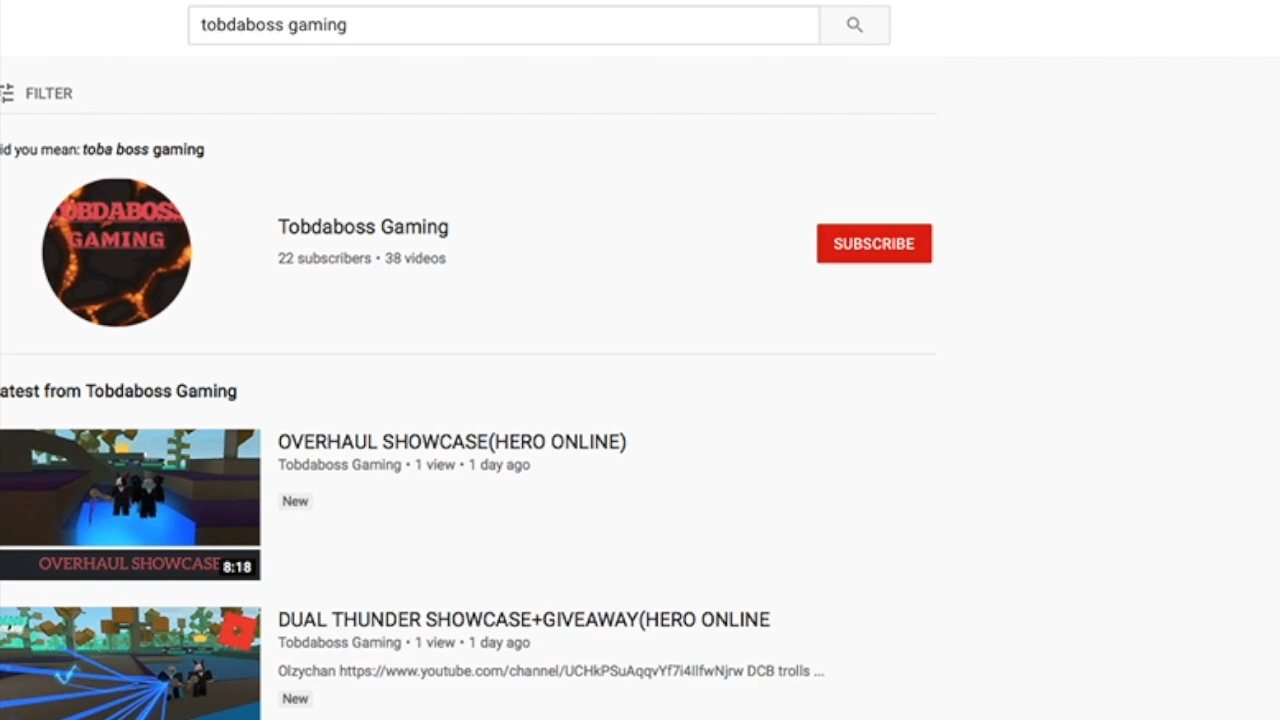 tobdaboss gaming
FILTER
id you mean: toba boss gaming
TOBDABOSS
GAMING
Tobdaboss Gaming
22 subscribers • 38 videos
SUBSCRIBE
atest from Tobdaboss Gaming
OVERHAUL SHOWCASE(HERO ONLINE)
Tobdaboss Gaming • 1 view • 1 day ago
New
OVERHAUL SHOWCASE
8:18
DUAL THUNDER SHOWCASE+GIVEAWAY(HERO ONLINE
Tobdaboss Gaming • 1 view • 1 day ago
Olzychan https://www.youtube.com/channel/UCHkPSuAqqvYf7i4IIfwNjrw DCB trolls ...
New